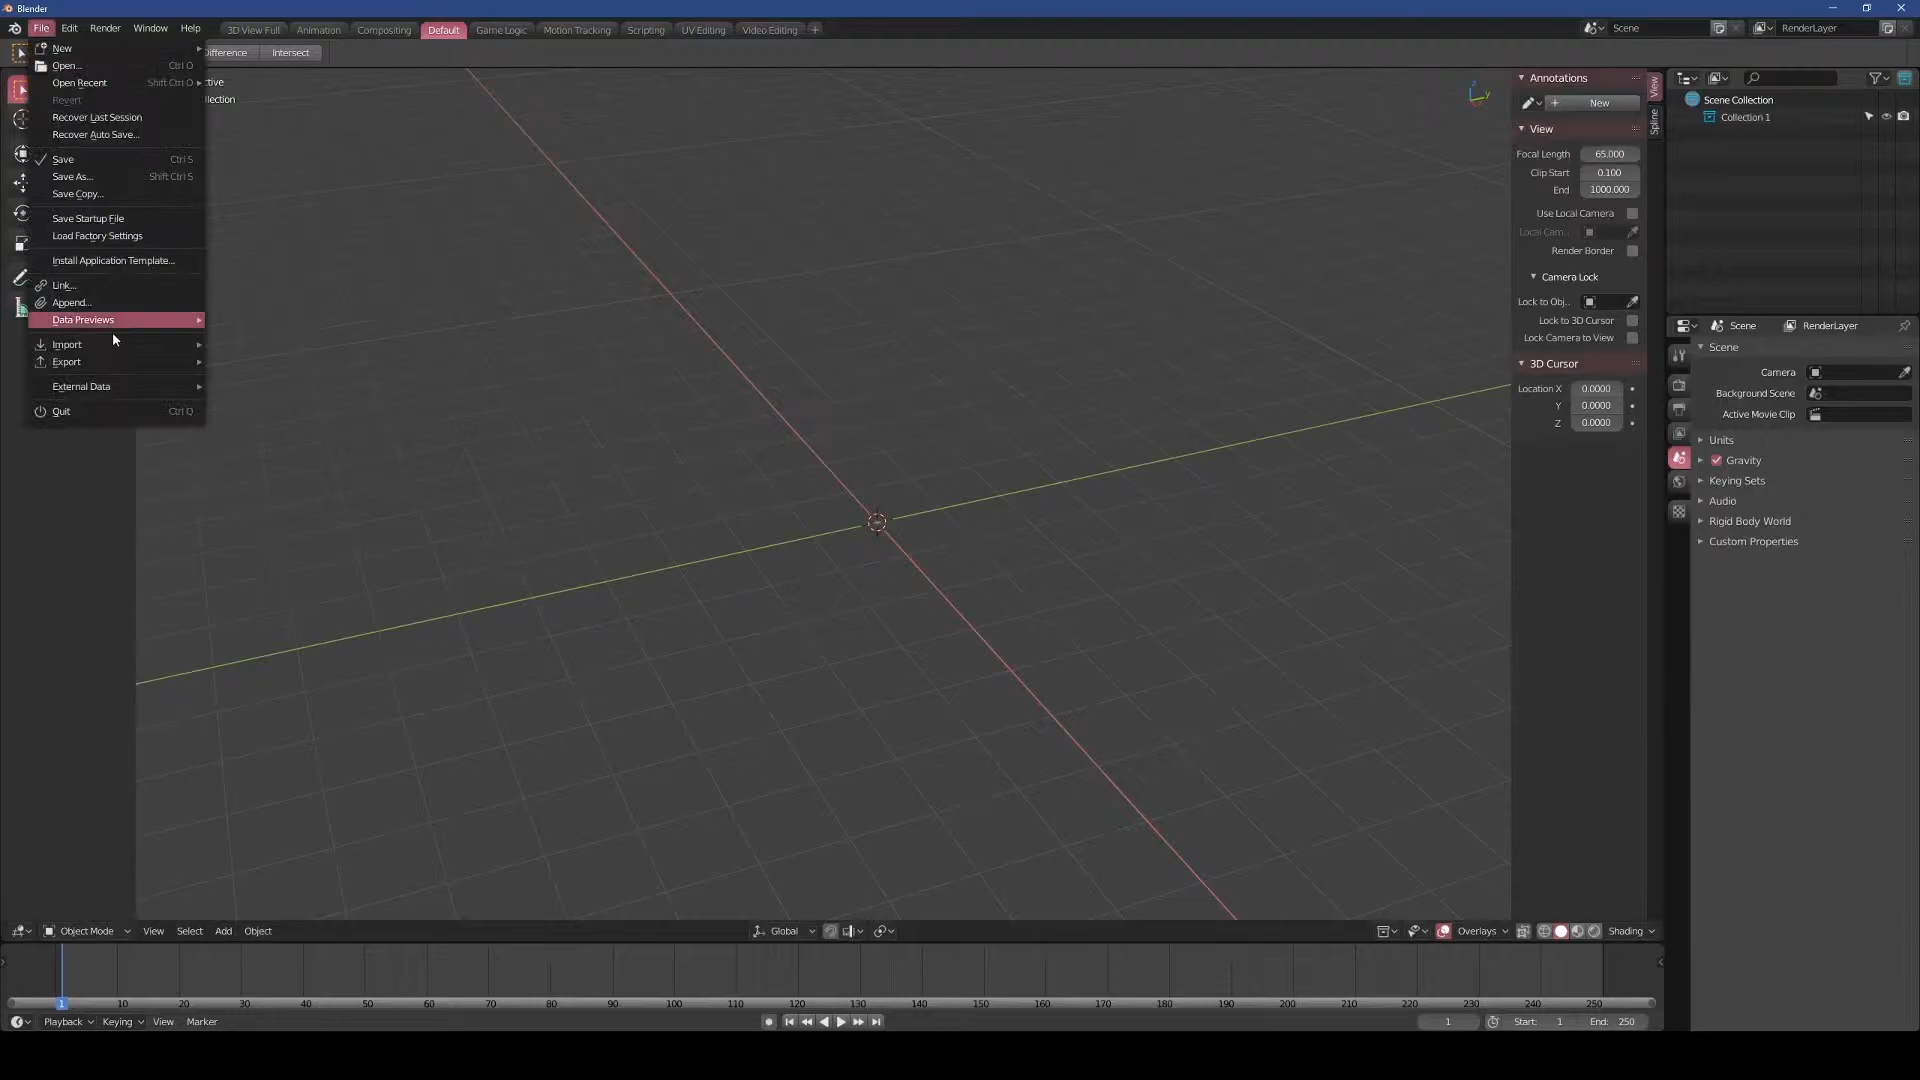 Blender
File Edit Render Window Help
3D View Full Animation Compositing Default Game Logic Motion Tracking Scripting UV Editing Video Editing +
Scene
RenderLayer
New
Open... Ctrl O
Open Recent Shift Ctrl O
Revert
Recover Last Session
Recover Auto Save...
Save Ctrl S
Save As... Shift Ctrl S
Save Copy...
Save Startup File
Load Factory Settings
Install Application Template...
Link...
Append...
Data Previews
Import
Export
External Data
Quit Ctrl Q
ifference Intersect
tive
llection
Z
Y
Annotations
+ New
View
Focal Length 65.000
Clip Start 0.100
End 1000.000
Use Local Camera
Local Cam..
Render Border
Camera Lock
Lock to Obj..
Lock to 3D Cursor
Lock Camera to View
3D Cursor
Location X 0.0000
Y 0.0000
Z 0.0000
View
Spline
Scene Collection
Collection 1
Scene RenderLayer
Scene
Camera
Background Scene
Active Movie Clip
Units
Gravity
Keying Sets
Audio
Rigid Body World
Custom Properties
Object Mode View Select Add Object
Global
Overlays
Shading
1 10 20 30 40 50 60 70 80 90 100 110 120 130 140 150 160 170 180 190 200 210 220 230 240 250
Playback Keying View Marker
1 Start: 1 End: 250